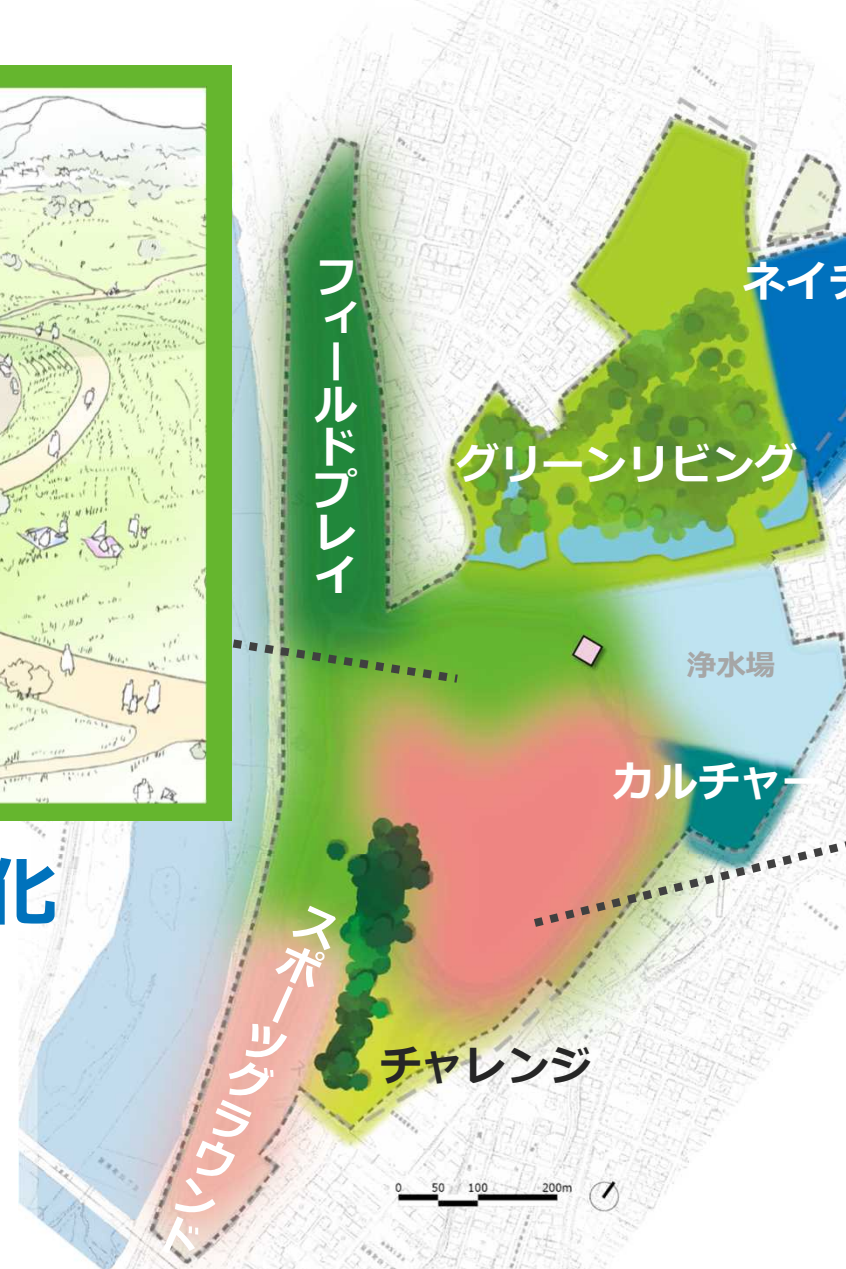 フィールドプレイ
ネイチ
グリーンリビング
浄水場
カルチャー
化
スポーツグラウンド
チャレンジ
0 50 100 200m